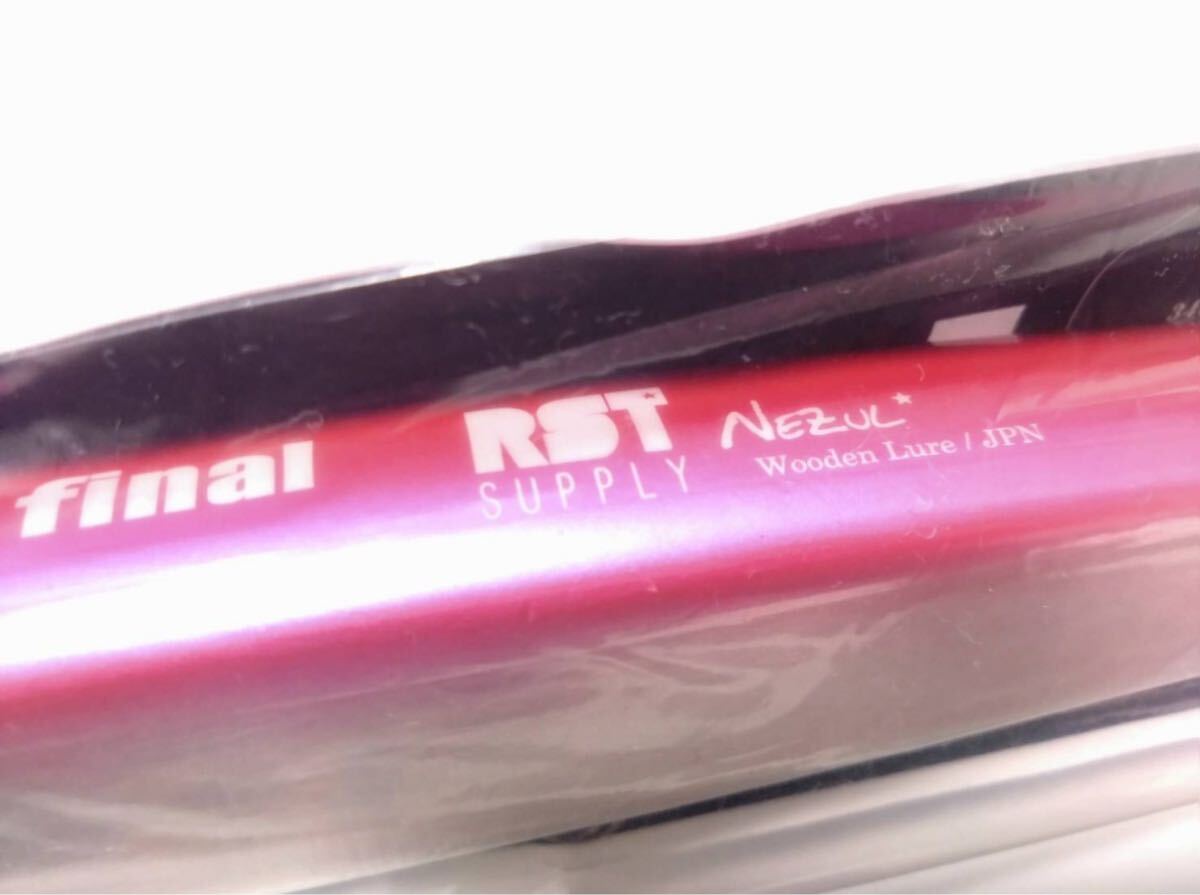 final
RST
SUPPLY
NEZUL
Wooden Lure / JPN